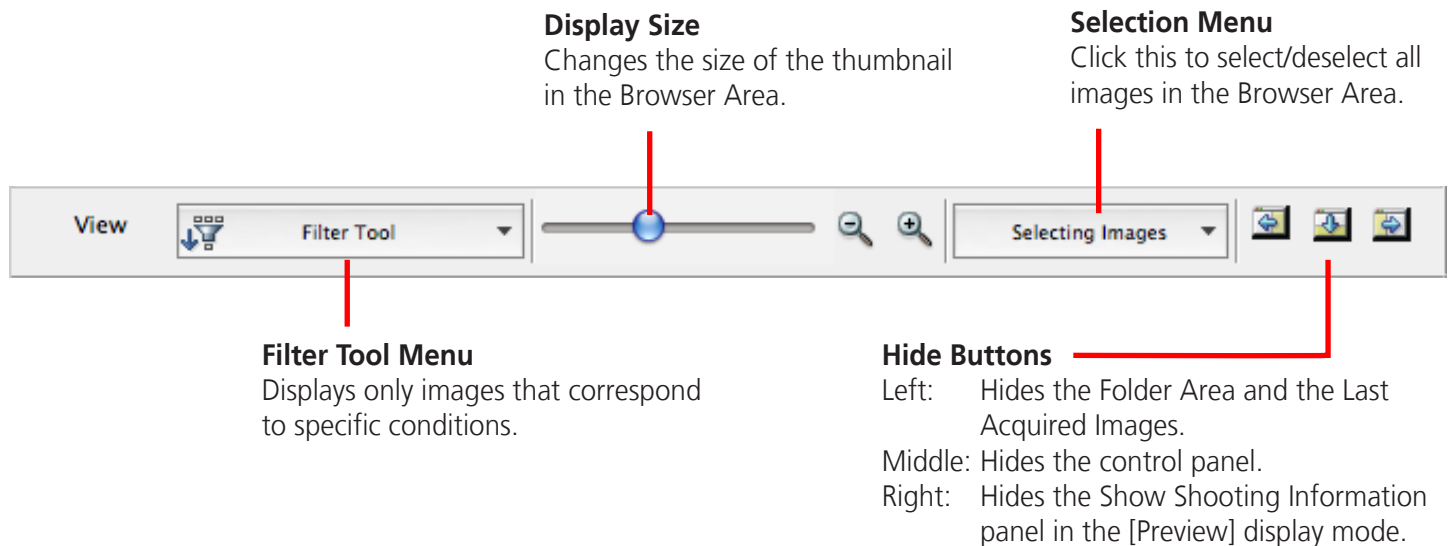 Display Size
Changes the size of the thumbnail
in the Browser Area.
Selection Menu
Click this to select/deselect all
images in the Browser Area.
View
Filter Tool
Selecting Images
Filter Tool Menu
Displays only images that correspond
to specific conditions.
Hide Buttons
Left: Hides the Folder Area and the Last
Acquired Images.
Middle: Hides the control panel.
Right: Hides the Show Shooting Information
panel in the [Preview] display mode.